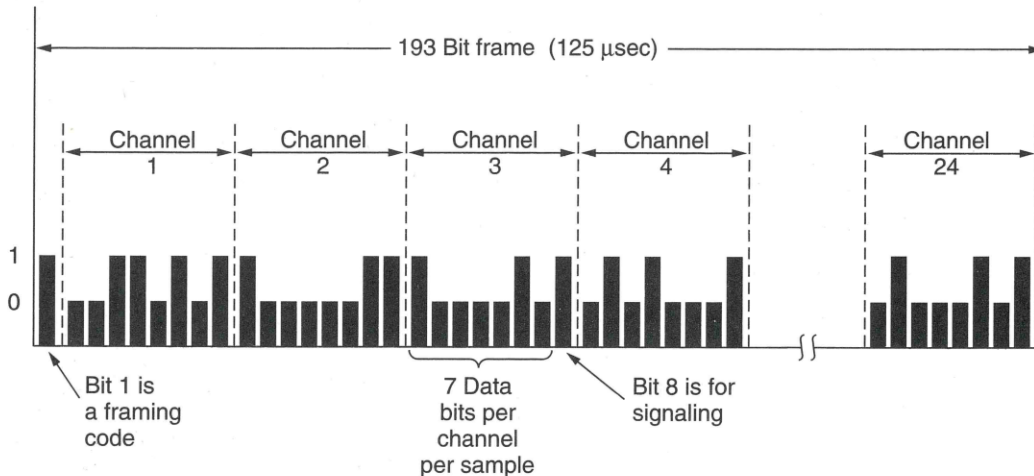 193 Bit frame (125 μsec)
Channel
1
Channel
2
Channel
3
Channel
4
Channel
24
1
0
Bit 1 is
a framing
code
7 Data
bits per
channel
per sample
Bit 8 is for
signaling